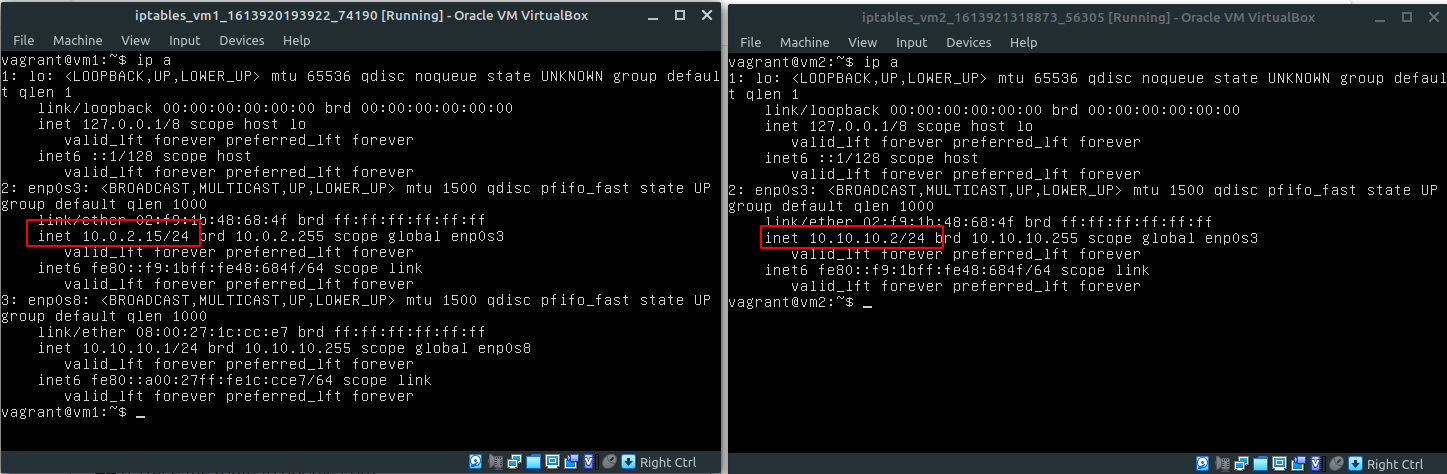 iptables_vm1_1613920193922_74190 [Running] - Oracle VM VirtualBox
File Machine View Input Devices Help
vagrant@vm1:~$ ip a
1: lo: <LOOPBACK,UP,LOWER_UP> mtu 65536 qdisc noqueue state UNKNOWN group defaul
t qlen 1
link/loopback 00:00:00:00:00:00 brd 00:00:00:00:00:00
inet 127.0.0.1/8 scope host lo
valid_lft forever preferred_lft forever
inet6 ::1/128 scope host
valid_lft forever preferred_lft forever
2: enp0s3: <BROADCAST,MULTICAST,UP,LOWER_UP> mtu 1500 qdisc pfifo_fast state UP
group default qlen 1000
link/ether 02:f9:1b:48:68:4f brd ff:ff:ff:ff:ff:ff
inet 10.0.2.15/24 brd 10.0.2.255 scope global enp0s3
valid_lft forever preferred_lft forever
inet6 fe80::f9:1bff:fe48:684f/64 scope link
valid_lft forever preferred_lft forever
3: enp0s8: <BROADCAST,MULTICAST,UP,LOWER_UP> mtu 1500 qdisc pfifo_fast state UP
group default qlen 1000
link/ether 08:00:27:1c:cc:e7 brd ff:ff:ff:ff:ff:ff
inet 10.10.10.1/24 brd 10.10.10.255 scope global enp0s8
valid_lft forever preferred_lft forever
inet6 fe80::a00:27ff:fe1c:cce7/64 scope link
valid_lft forever preferred_lft forever
vagrant@vm1:~$ _
Right Ctrl
iptables_vm2_1613921318873_56305 [Running] - Oracle VM VirtualBox
File Machine View Input Devices Help
vagrant@vm2:~$ ip a
1: lo: <LOOPBACK,UP,LOWER_UP> mtu 65536 qdisc noqueue state UNKNOWN group defaul
t qlen 1
link/loopback 00:00:00:00:00:00 brd 00:00:00:00:00:00
inet 127.0.0.1/8 scope host lo
valid_lft forever preferred_lft forever
inet6 ::1/128 scope host
valid_lft forever preferred_lft forever
2: enp0s3: <BROADCAST,MULTICAST,UP,LOWER_UP> mtu 1500 qdisc pfifo_fast state UP
group default qlen 1000
link/ether 02:f9:1b:48:68:4f brd ff:ff:ff:ff:ff:ff
inet 10.10.10.2/24 brd 10.10.10.255 scope global enp0s3
valid_lft forever preferred_lft forever
inet6 fe80::f9:1bff:fe48:684f/64 scope link
valid_lft forever preferred_lft forever
vagrant@vm2:~$ _
Right Ctrl